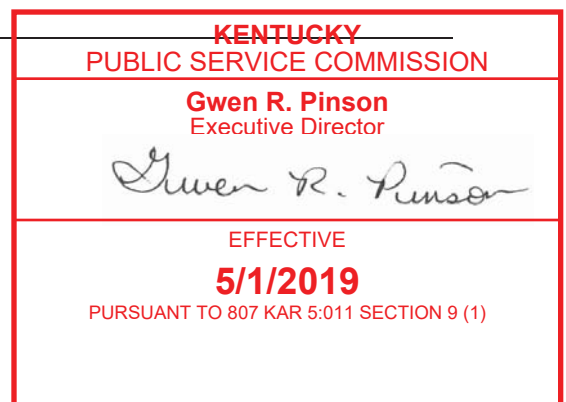 KENTUCKY
PUBLIC SERVICE COMMISSION
Gwen R. Pinson
Executive Director
Gwen R. Pinson
EFFECTIVE
5/1/2019
PURSUANT TO 807 KAR 5:011 SECTION 9 (1)